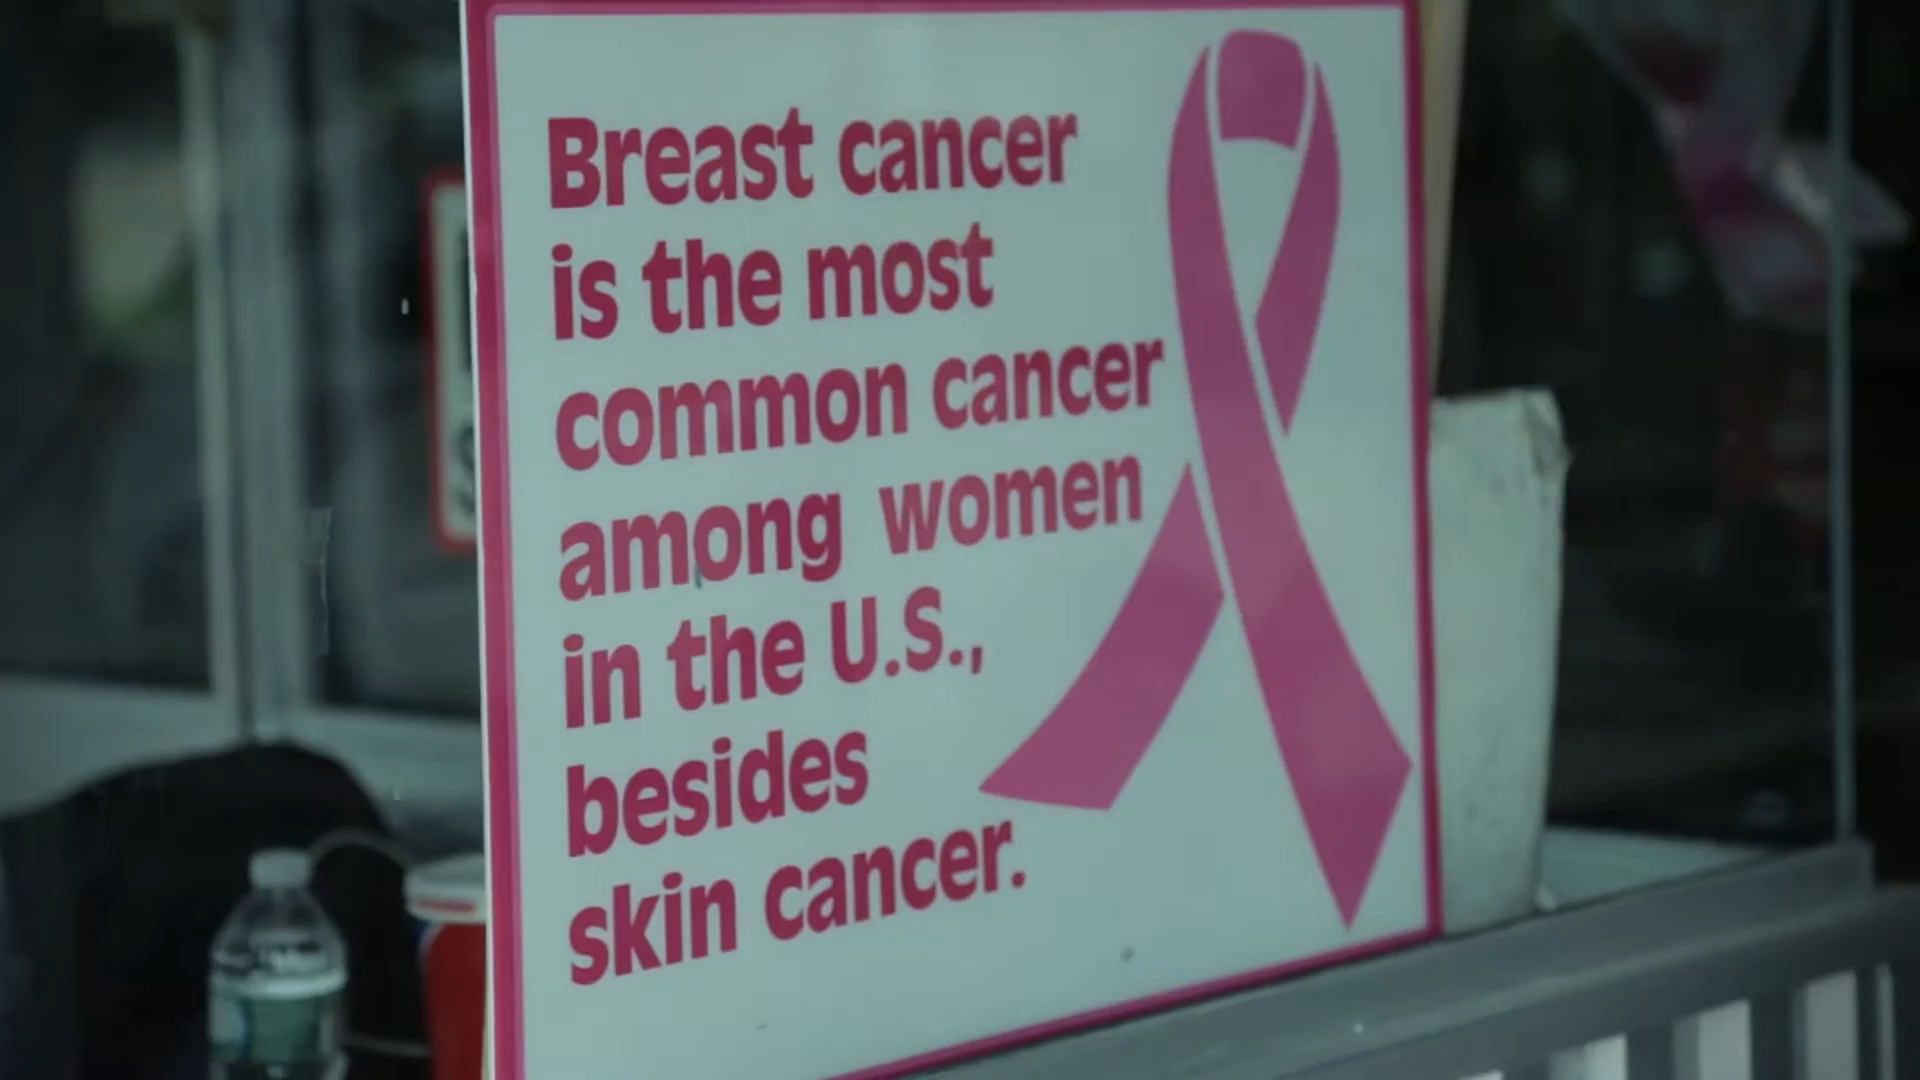 Breast cancer
is the most
common cancer
among women
in the U.S.,
besides
skin cancer.